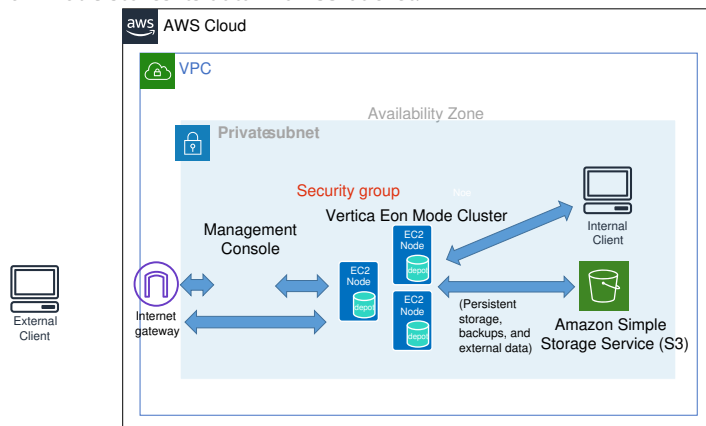 aws
AWS Cloud
VPC
Availability Zone
Privatesubnet
Security group
Vertica Eon Mode Cluster
Management
Console
EC2
Node
depot
EC2
Node
depot
EC2
Node
depot
Internal
Client
External
Client
Internet
gateway
(Persistent
storage,
backups, and
external data)
Amazon Simple
Storage Service (S3)